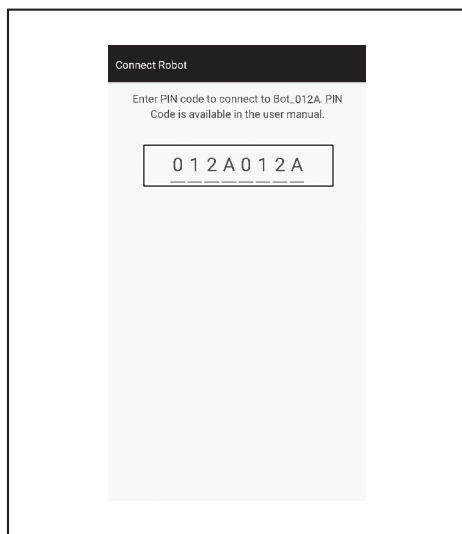 Connect Robot
Enter PIN code to connect to Bot_012A. PIN
Code is available in the user manual.
012A012A